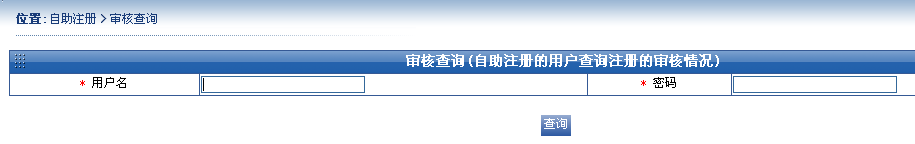 位置:自助注册>审核查询
审核查询(自助注册的用户查询注册的审核情况)
* 用户名 * 密码
查询